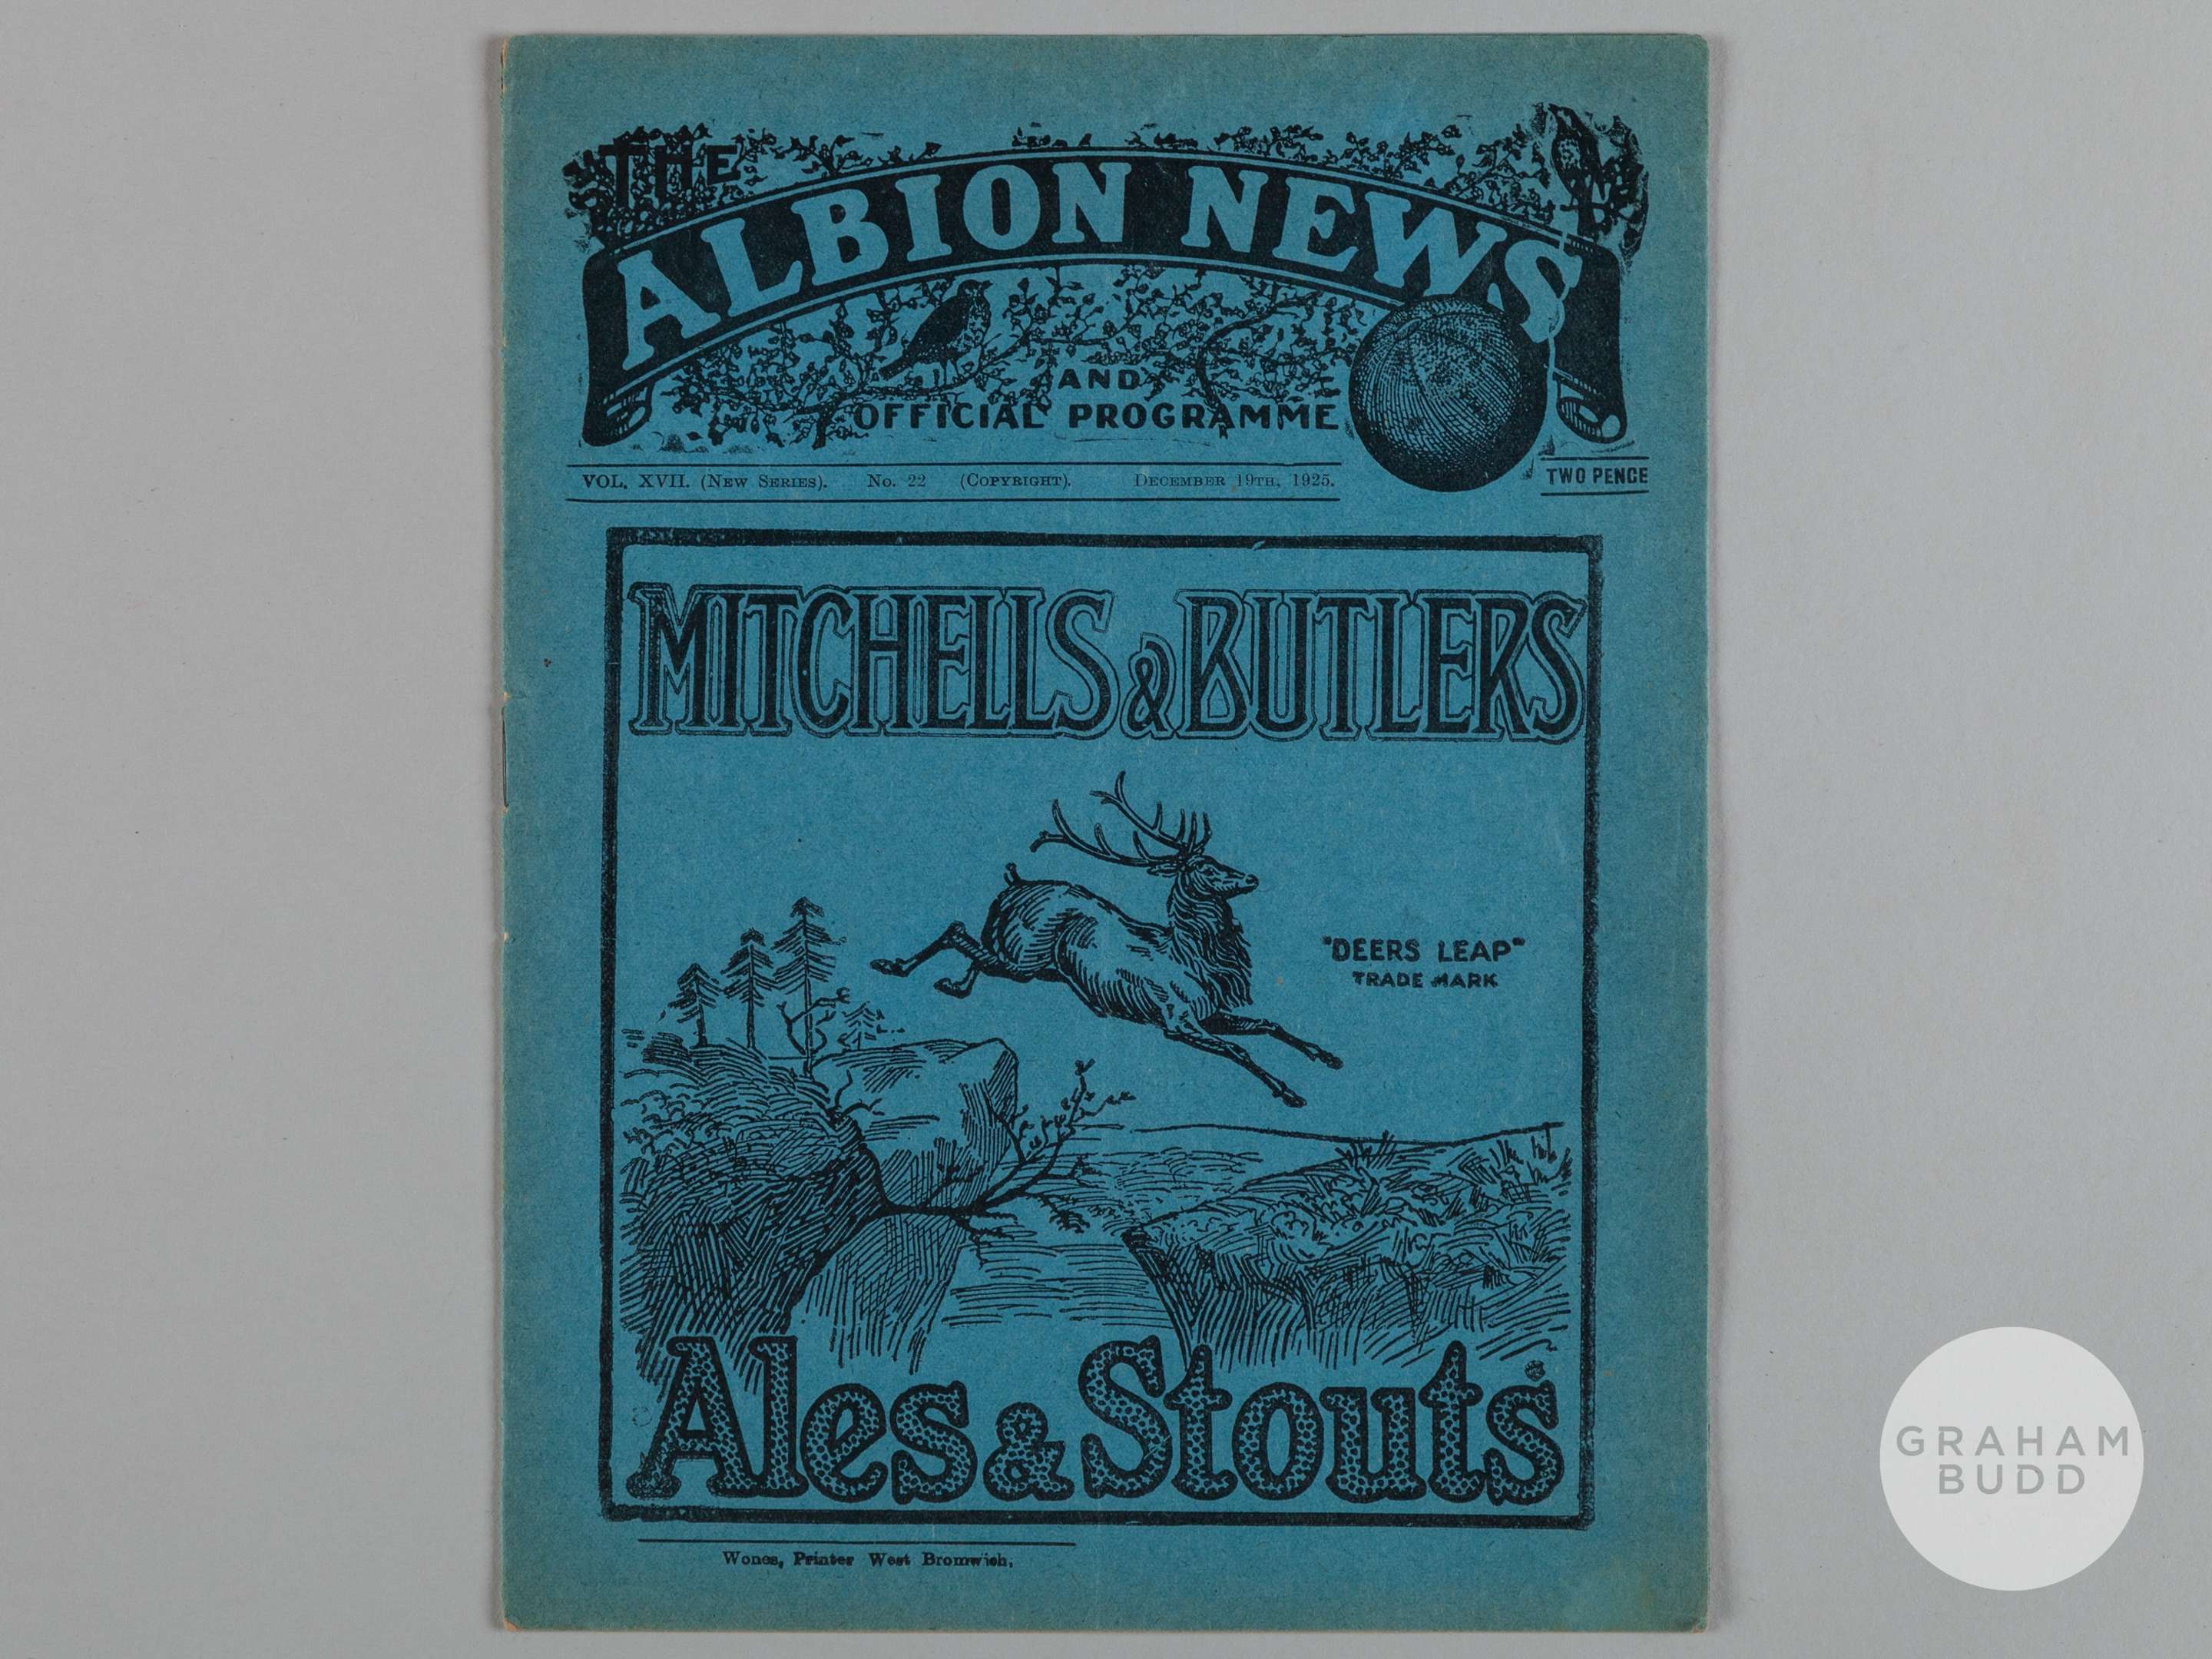 THE
ALBION NEWS
AND
OFFICIAL PROGRAMME
VOL. XVII. (NEW SERIES). No. 22 (COPYRIGHT). DECEMBER 19TH, 1925.
TWO PENCE
MITCHELLS & BUTLERS
"DEERS LEAP"
TRADE MARK
Ales & Stouts
Wones, Printer West Bromwich,
GRAHAM
BUDD